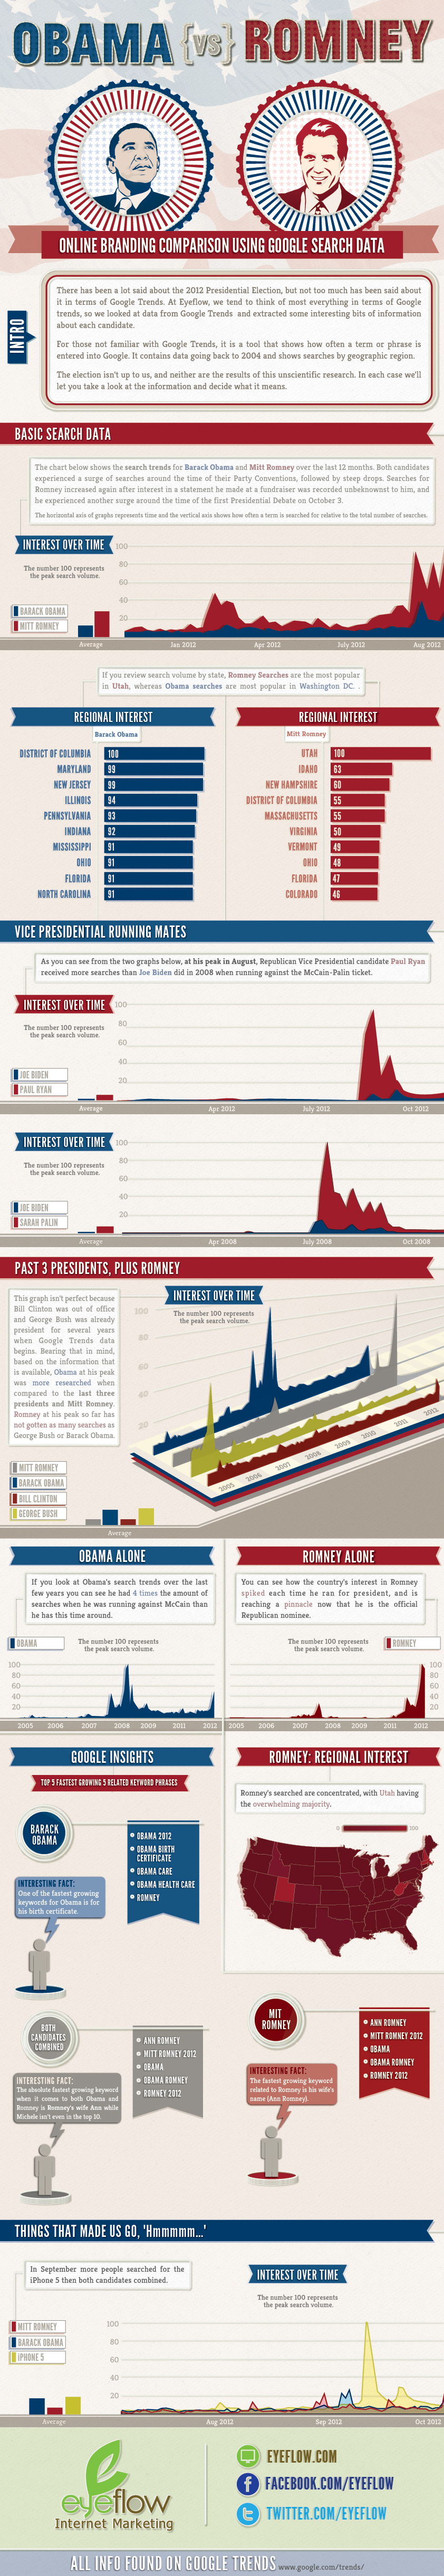 OBAMA {VS} ROMNEY
ONLINE BRANDING COMPARISON USING GOOGLE SEARCH DATA
INTRO
There has been a lot said about the 2012 Presidential Election, but not too much has been said about
it in terms of Google Trends. At Eyeflow, we tend to think of most everything in terms of Google
trends, so we looked at data from Google Trends and extracted some interesting bits of information
about each candidate.
For those not familiar with Google Trends, it is a tool that shows how often a term or phrase is
entered into Google. It contains data going back to 2004 and shows searches by geographic region.
The election isn't up to us, and neither are the results of this unscientific research. In each case we'll
let you take a look at the information and decide what it means.
BASIC SEARCH DATA
The chart below shows the search trends for Barack Obama and Mitt Romney over the last 12 months. Both candidates
experienced a surge of searches around the time of their Party Conventions, followed by steep drops. Searches for
Romney increased again after interest in a statement he made at a fundraiser was recorded unbeknownst to him, and
he experienced another surge around the time of the first Presidential Debate on October 3.
The horizontal axis of graphs represents time and the vertical axis shows how often a term is searched for relative to the total number of searches.
INTEREST OVER TIME
The number 100 represents
the peak search volume.
100
80
60
40
20
BARACK OBAMA
MITT ROMNEY
Average
Jan 2012
Apr 2012
July 2012
Aug 2012
If you review search volume by state, Romney Searches are the most popular
in Utah, whereas Obama searches are most popular in Washington DC. .
REGIONAL INTEREST
Barack Obama
DISTRICT OF COLUMBIA 100
MARYLAND 99
NEW JERSEY 99
ILLINOIS 94
PENNSYLVANIA 93
INDIANA 92
MISSISSIPPI 91
OHIO 91
FLORIDA 91
NORTH CAROLINA 91
REGIONAL INTEREST
Mitt Romney
UTAH 100
IDAHO 63
NEW HAMPSHIRE 60
DISTRICT OF COLUMBIA 55
MASSACHUSETTS 55
VIRGINIA 50
VERMONT 49
OHIO 48
FLORIDA 47
COLORADO 46
VICE PRESIDENTIAL RUNNING MATES
As you can see from the two graphs below, at his peak in August, Republican Vice Presidential candidate Paul Ryan
received more searches than Joe Biden did in 2008 when running against the McCain-Palin ticket.
INTEREST OVER TIME
The number 100 represents
the peak search volume.
100
80
60
40
20
JOE BIDEN
PAUL RYAN
Average
Apr 2012
July 2012
Oct 2012
INTEREST OVER TIME
The number 100 represents
the peak search volume.
100
80
60
40
20
JOE BIDEN
SARAH PALIN
Average
Apr 2008
July 2008
Oct 2008
PAST 3 PRESIDENTS, PLUS ROMNEY
This graph isn't perfect because
Bill Clinton was out of office
and George Bush was already
president for several years
when Google Trends data
begins. Bearing that in mind,
based on the information that
is available, Obama at his peak
was more researched when
compared to the last three
presidents and Mitt Romney.
Romney at his peak so far has
not gotten as many searches as
George Bush or Barack Obama.
INTEREST OVER TIME
The number 100 represents
the peak search volume.
100
80
60
40
20
2005
2006
2007
2008
2009
2010
2011
2012
MITT ROMNEY
BARACK OBAMA
BILL CLINTON
GEORGE BUSH
Average
OBAMA ALONE
If you look at Obama's search trends over the last
few years you can see he had 4 times the amount of
searches when he was running against McCain than
he has this time around.
OBAMA
The number 100 represents
the peak search volume.
100
80
60
40
20
2005 2006 2007 2008 2009 2011 2012
ROMNEY ALONE
You can see how the country's interest in Romney
spiked each time he ran for president, and is
reaching a pinnacle now that he is the official
Republican nominee.
The number 100 represents
the peak search volume.
ROMNEY
100
80
60
40
20
2005 2006 2007 2008 2009 2011 2012
GOOGLE INSIGHTS
TOP 5 FASTEST GROWING 5 RELATED KEYWORD PHRASES
BARACK
OBAMA
OBAMA 2012
OBAMA BIRTH
CERTIFICATE
OBAMA CARE
OBAMA HEALTH CARE
ROMNEY
INTERESTING FACT:
One of the fastest growing
keywords for Obama is for
his birth certificate.
ROMNEY: REGIONAL INTEREST
Romney's searched are concentrated, with Utah having
the overwhelming majority.
0
100
BOTH
CANDIDATES
COMBINED
ANN ROMNEY
MITT ROMNEY 2012
OBAMA
OBAMA ROMNEY
ROMNEY 2012
INTERESTING FACT:
The absolute fastest growing keyword
when it comes to both Obama and
Romney is Romney's wife Ann while
Michele isn't even in the top 10.
MIT
ROMNEY
ANN ROMNEY
MITT ROMNEY 2012
OBAMA
OBAMA ROMNEY
ROMNEY 2012
INTERESTING FACT:
The fastest growing keyword
related to Romney is his wife's
name (Ann Romney).
THINGS THAT MADE US GO, 'Hmmmmm...'
In September more people searched for the
iPhone 5 then both candidates combined.
INTEREST OVER TIME
The number 100 represents
the peak search volume.
MITT ROMNEY
BARACK OBAMA
IPHONE 5
100
80
60
40
20
Average
Aug 2012
Sep 2012
Oct 2012
eyeflow
Internet Marketing
EYEFLOW.COM
FACEBOOK.COM/EYEFLOW
TWITTER.COM/EYEFLOW
ALL INFO FOUND ON GOOGLE TRENDS www.google.com/trends/